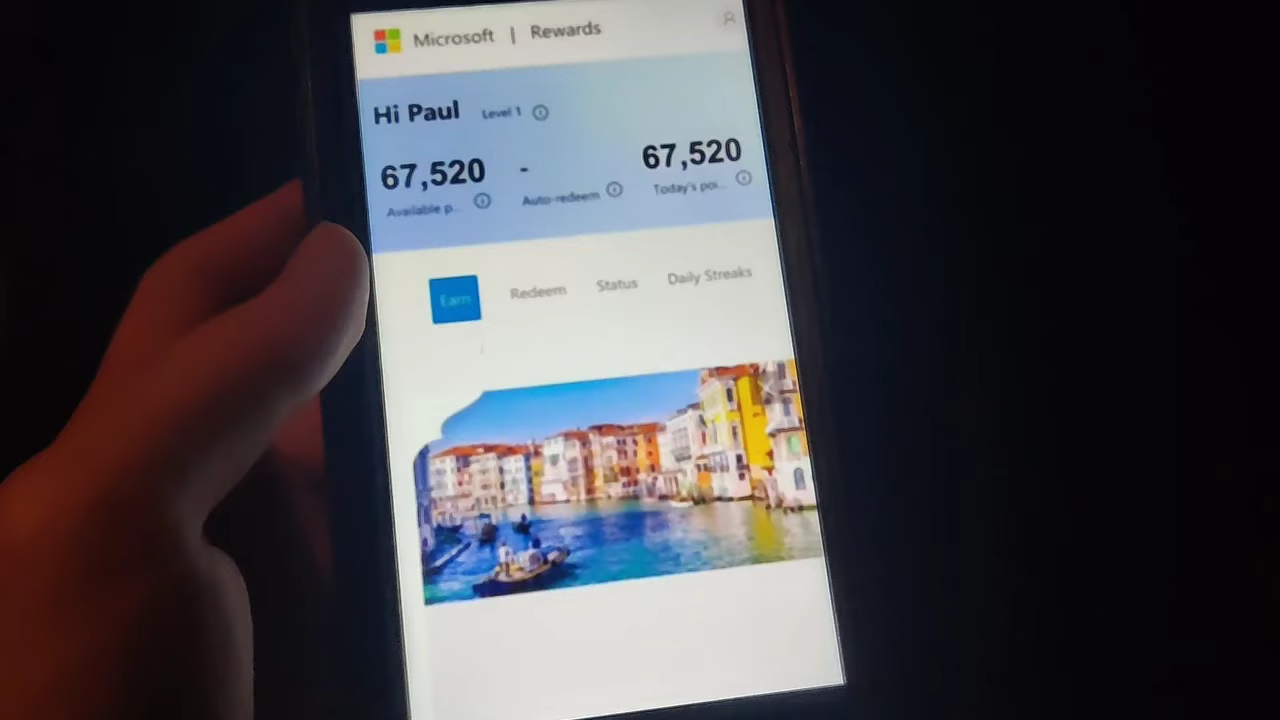 Microsoft | Rewards
Hi Paul Level 1
67,520 - 67,520
Available p... Auto-redeem Today's poi...
Earn Redeem Status Daily Streaks